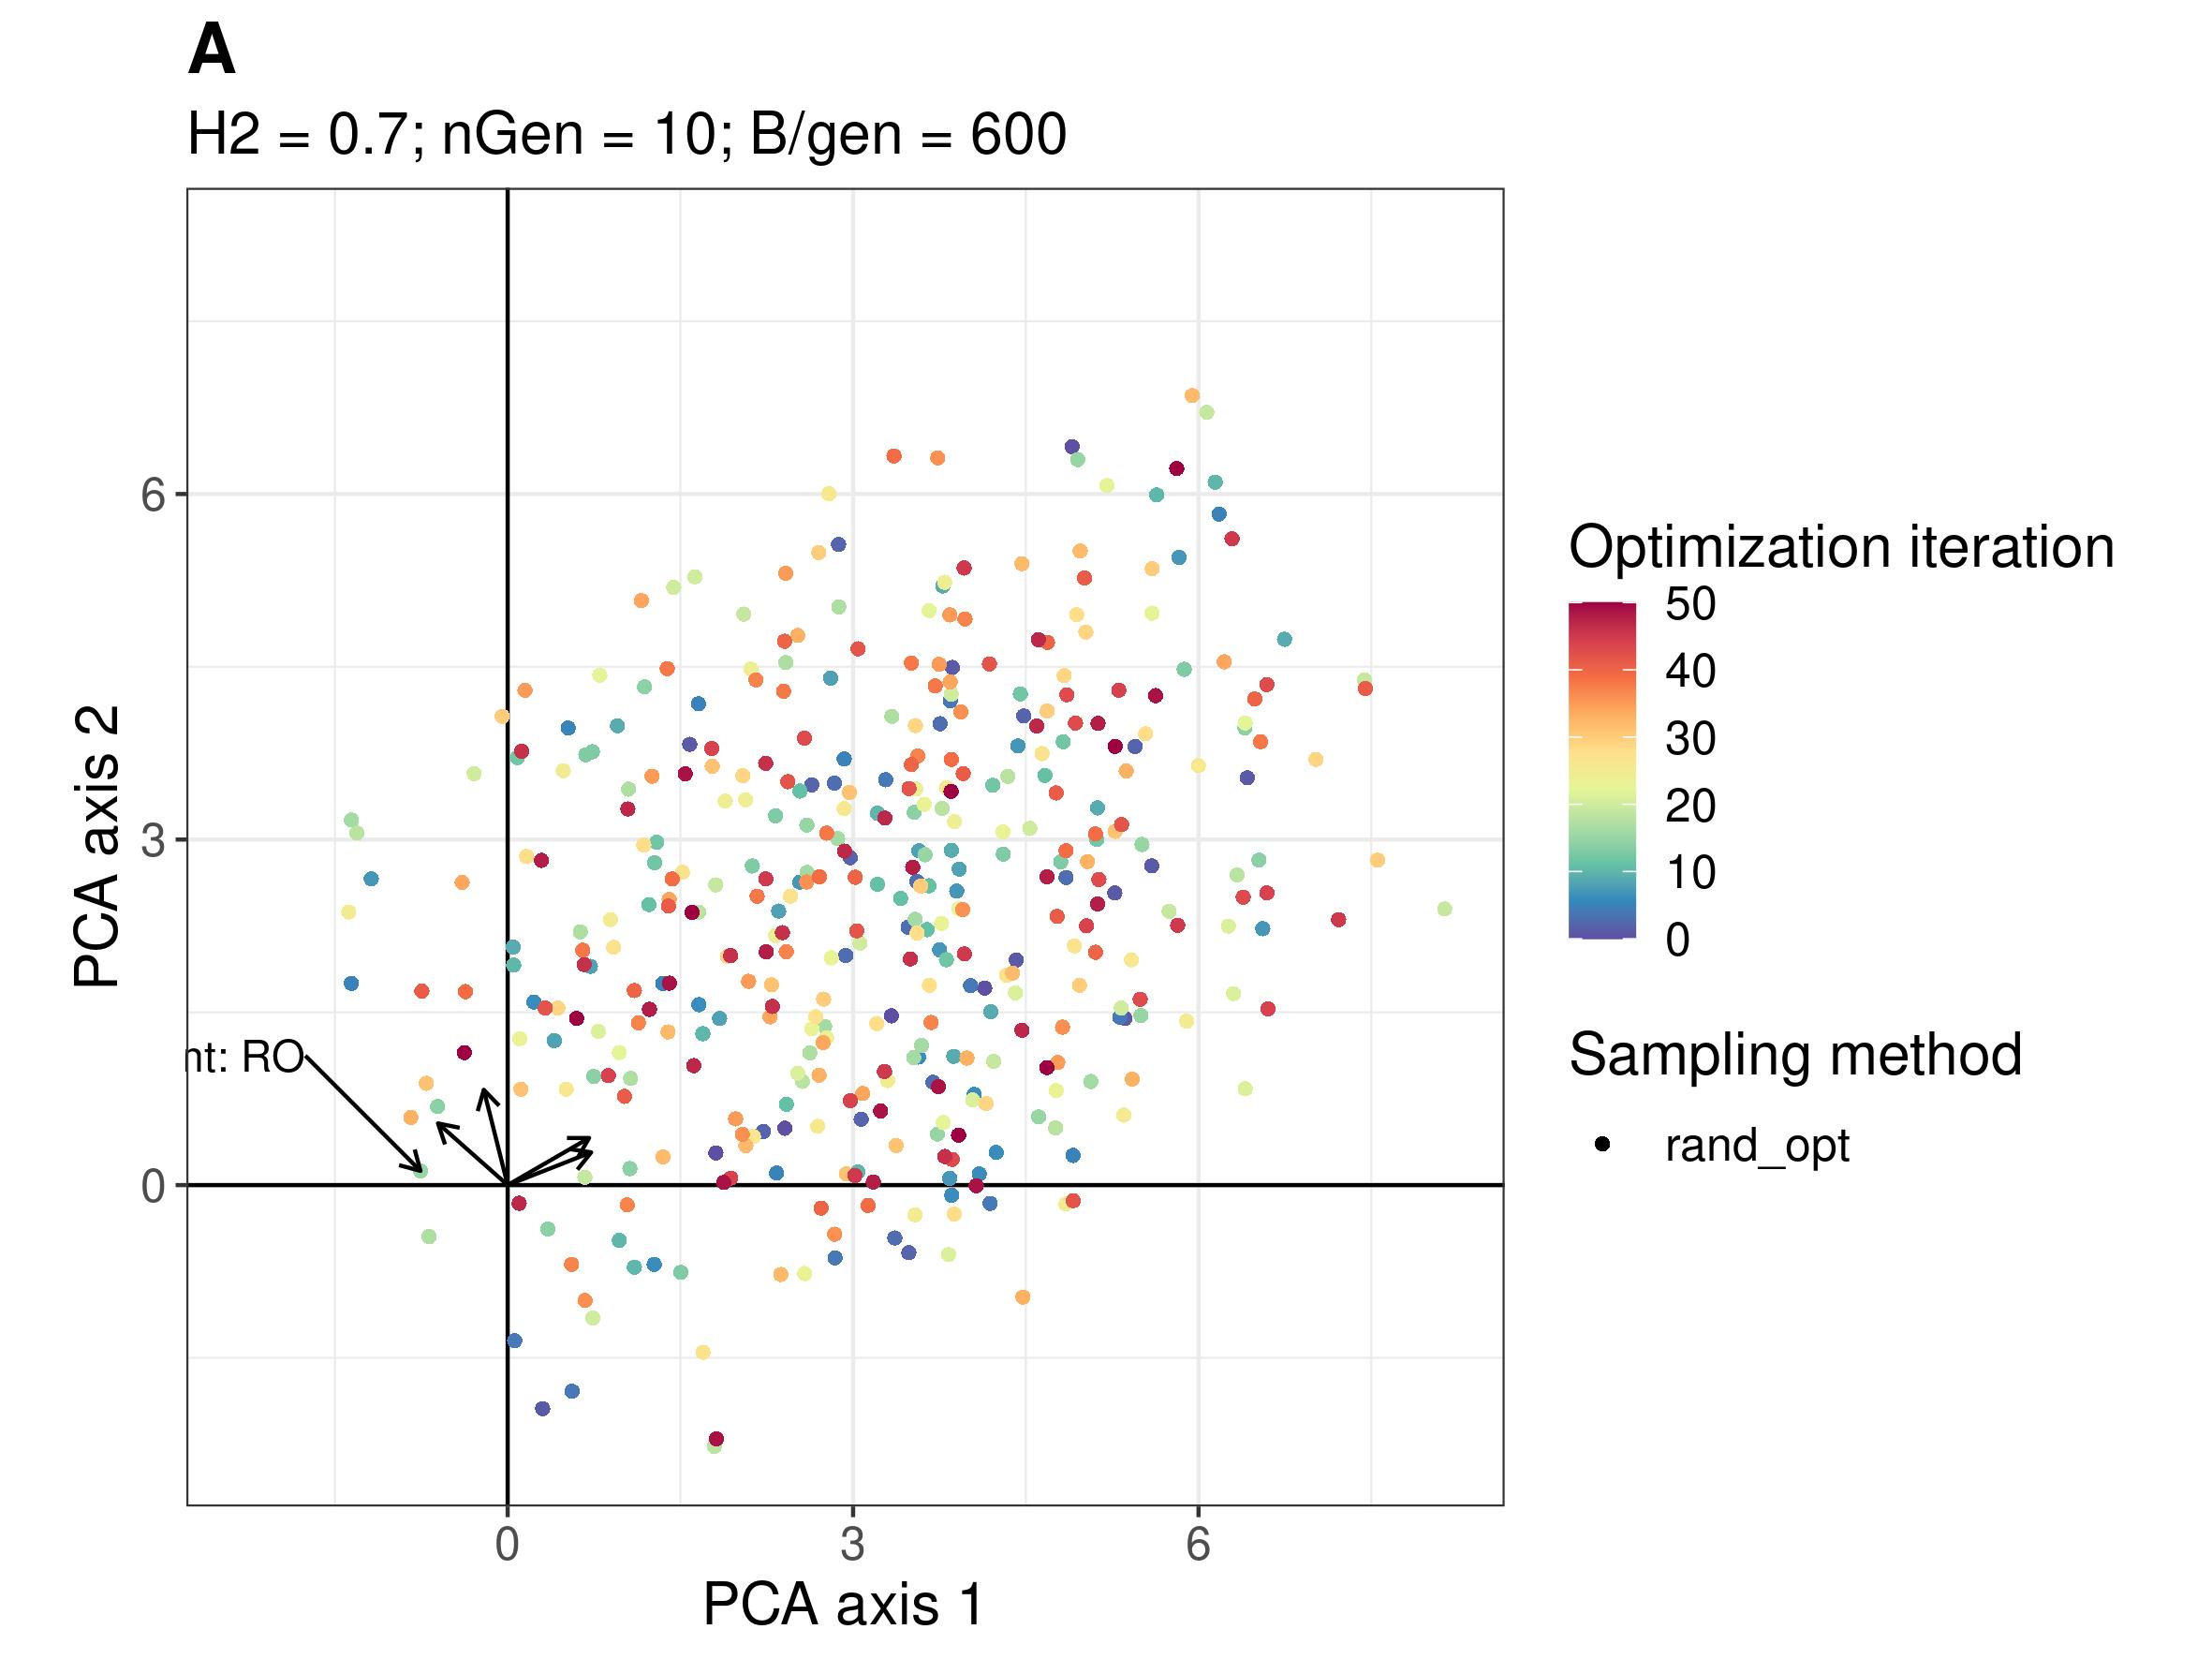 A
H2 = 0.7; nGen = 10; B/gen = 600
PCA axis 2
6
3
0
nt: RO
0
3
6
PCA axis 1
Optimization iteration
50
40
30
20
10
0
Sampling method
rand_opt